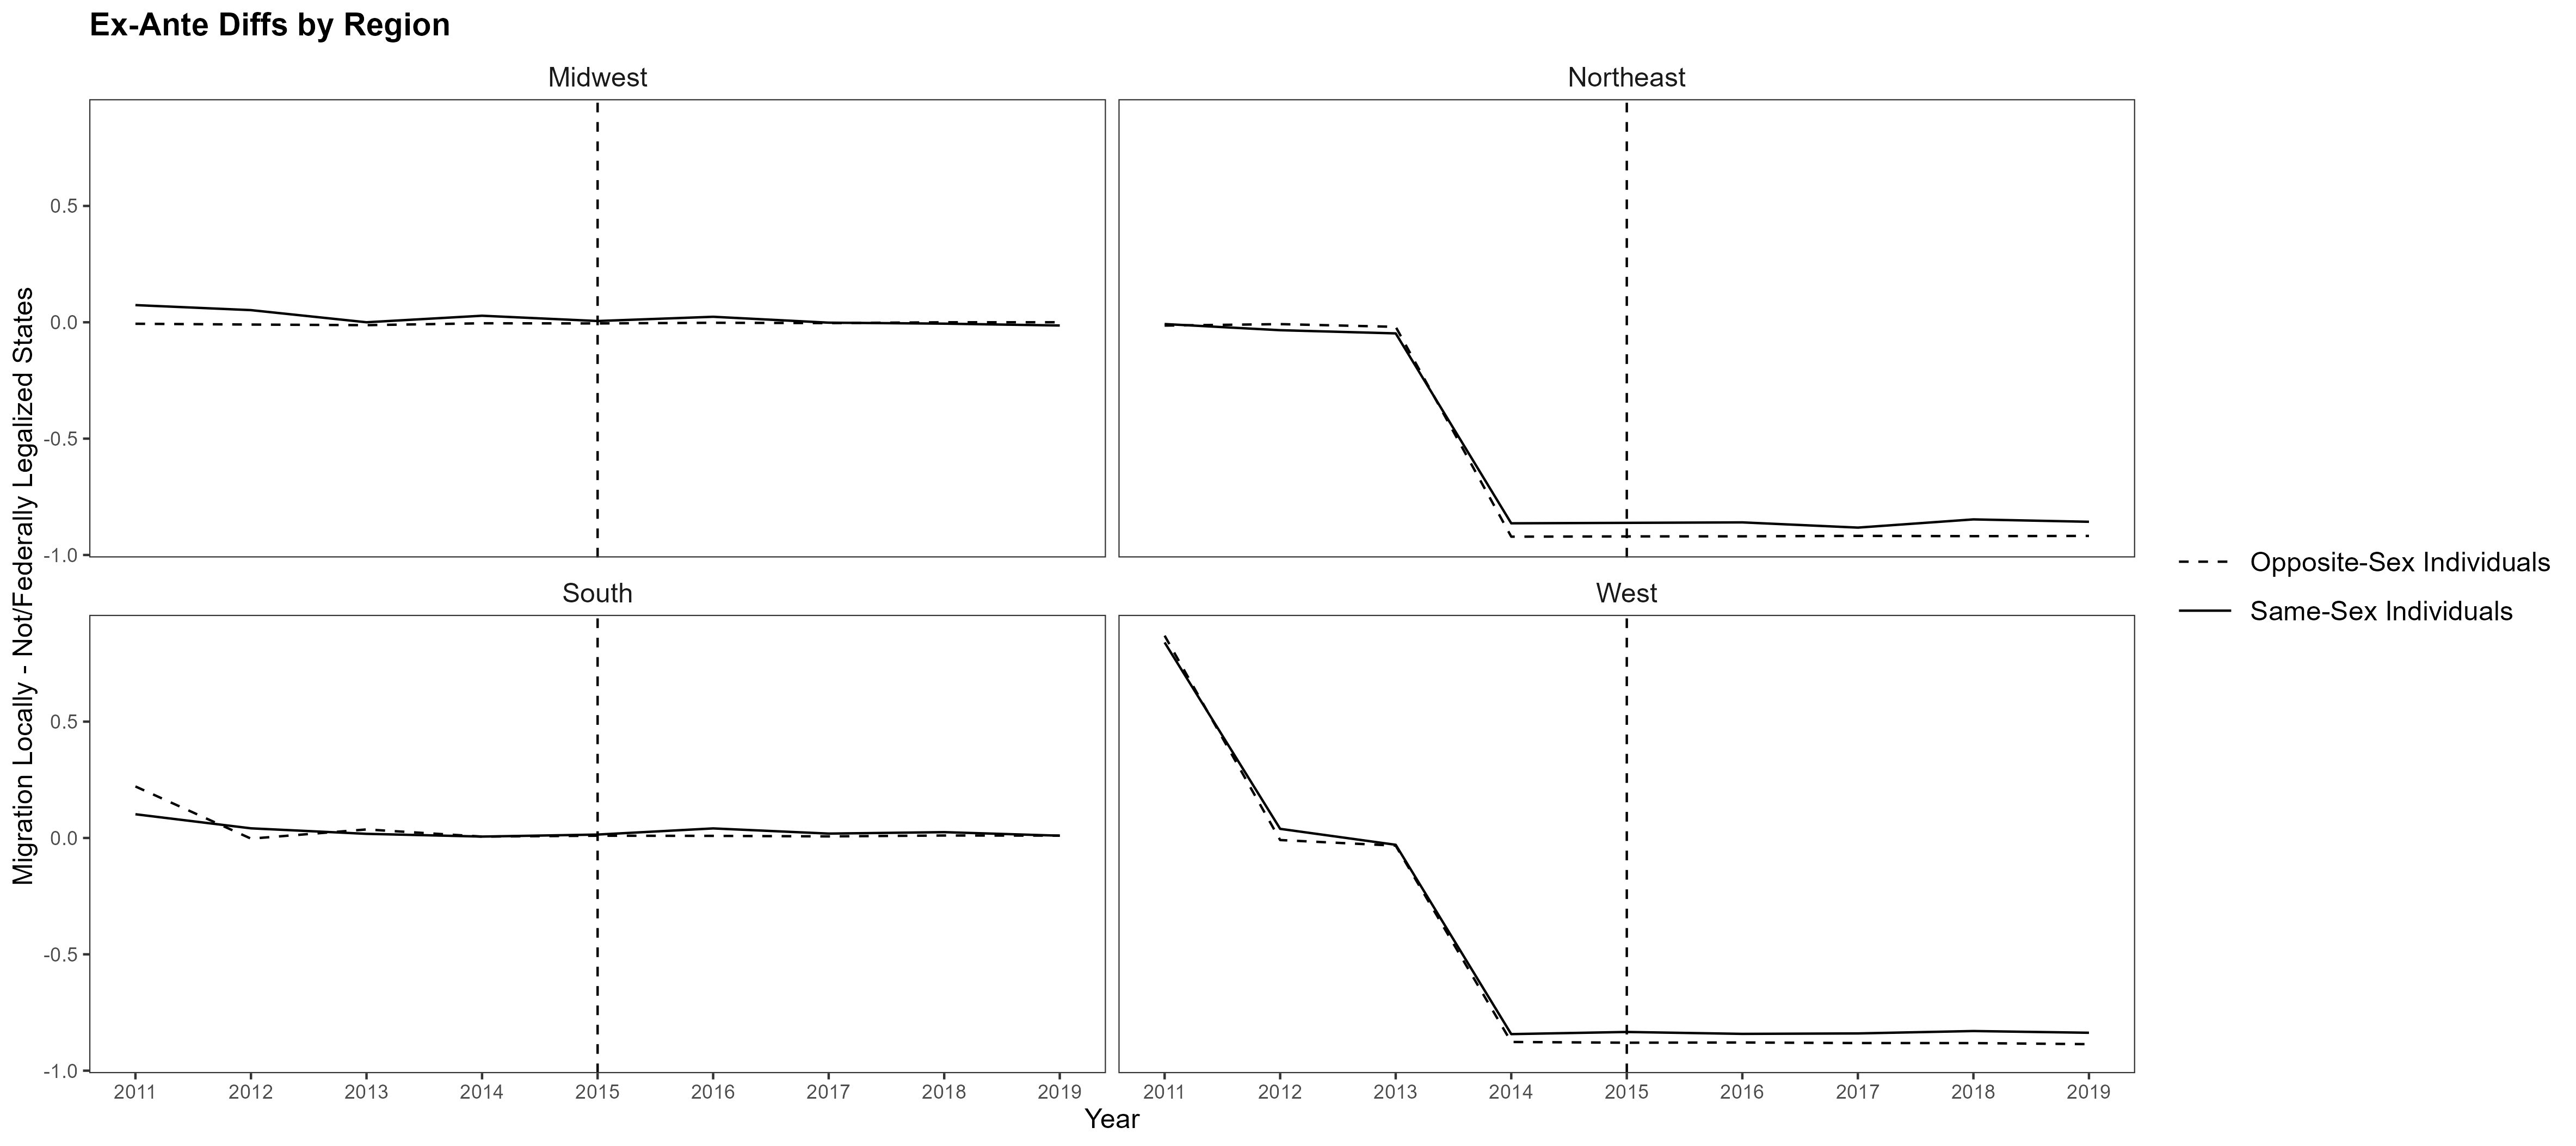 Ex-Ante Diffs by Region
Midwest
Northeast
0.5
0.0
-0.5
-1.0
South
West
0.5
0.0
-0.5
-1.0
2011 2012 2013 2014 2015 2016 2017 2018 2019
2011 2012 2013 2014 2015 2016 2017 2018 2019
Year
Migration Locally - Not/Federally Legalized States
Opposite-Sex Individuals
Same-Sex Individuals